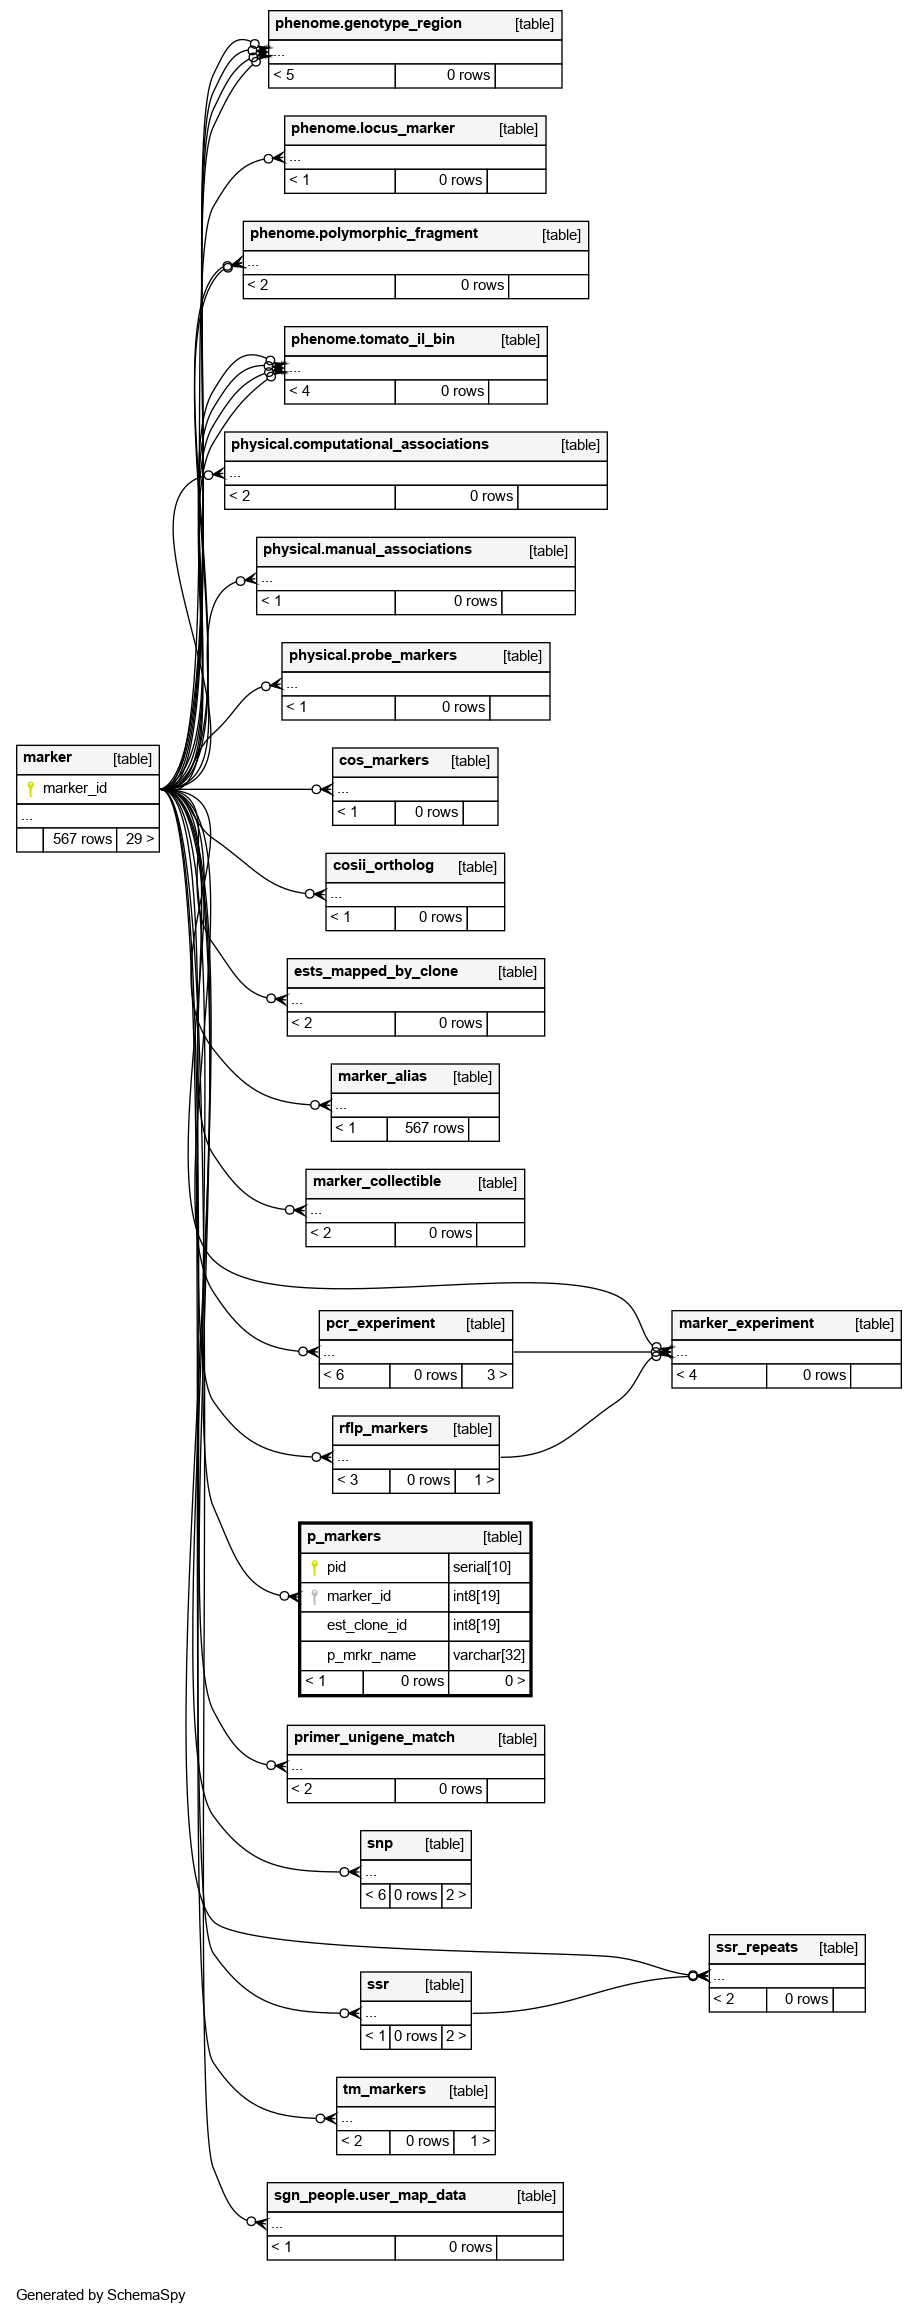 phenome.genotype_region [table]
...
< 5 0 rows
phenome.locus_marker [table]
...
< 1 0 rows
phenome.polymorphic_fragment [table]
...
< 2 0 rows
phenome.tomato_il_bin [table]
...
< 4 0 rows
physical.computational_associations [table]
...
< 2 0 rows
physical.manual_associations [table]
...
< 1 0 rows
physical.probe_markers [table]
...
< 1 0 rows
marker [table]
marker_id
...
567 rows 29 >
cos_markers [table]
...
< 1 0 rows
cosii_ortholog [table]
...
< 1 0 rows
ests_mapped_by_clone [table]
...
< 2 0 rows
marker_alias [table]
...
< 1 567 rows
marker_collectible [table]
...
< 2 0 rows
pcr_experiment [table]
...
< 6 0 rows 3 >
marker_experiment [table]
...
< 4 0 rows
rflp_markers [table]
...
< 3 0 rows 1 >
p_markers [table]
pid serial[10]
marker_id int8[19]
est_clone_id int8[19]
p_mrkr_name varchar[32]
< 1 0 rows 0 >
primer_unigene_match [table]
...
< 2 0 rows
snp [table]
...
< 6 0 rows 2 >
ssr_repeats [table]
...
< 2 0 rows
ssr [table]
...
< 1 0 rows 2 >
tm_markers [table]
...
< 2 0 rows 1 >
sgn_people.user_map_data [table]
...
< 1 0 rows
Generated by SchemaSpy